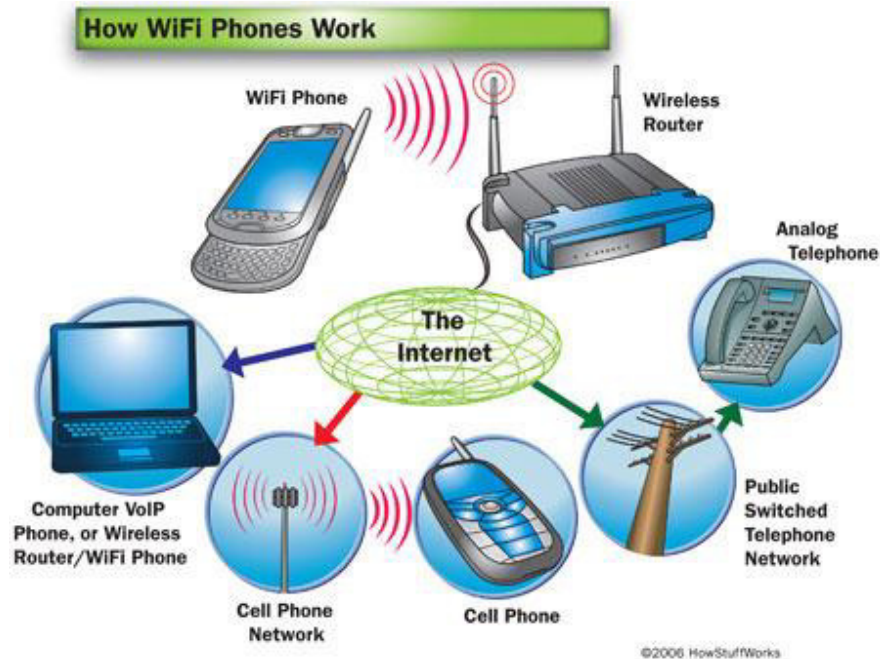 How WiFi Phones Work
WiFi Phone
Wireless
Router
Analog
Telephone
The
Internet
Computer VoIP
Phone, or Wireless
Router/WiFi Phone
Cell Phone
Network
Cell Phone
Public
Switched
Telephone
Network
©2006 HowStuffWorks